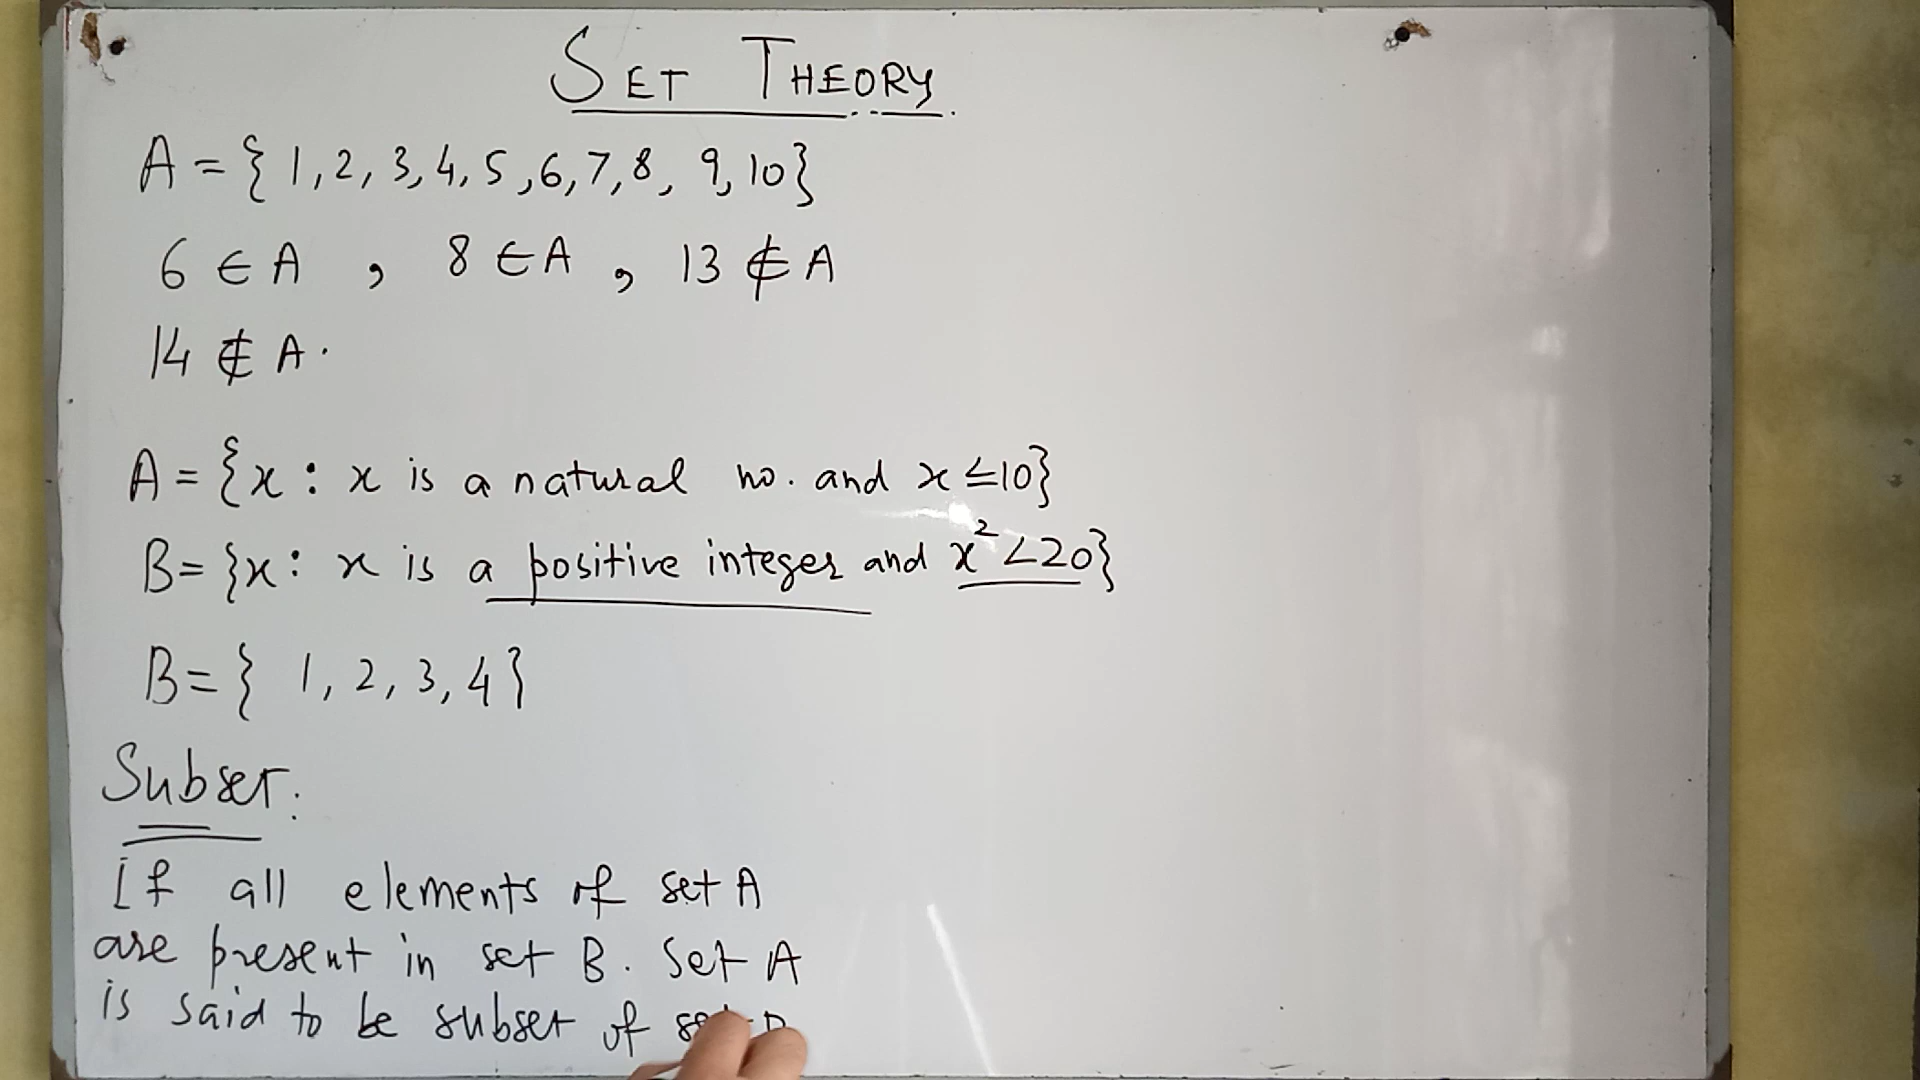 SET THEORY.
A = { 1, 2, 3, 4, 5, 6, 7, 8, 9, 10}
6 ∈ A , 8 ∈ A , 13 ∉ A
14 ∉ A.
A = {x : x is a natural no. and x ≤ 10}
B = {x : x is a positive integer and x² < 20}
B = { 1, 2, 3, 4 }
Subset :
If all elements of set A
are present in set B. Set A
is said to be subset of